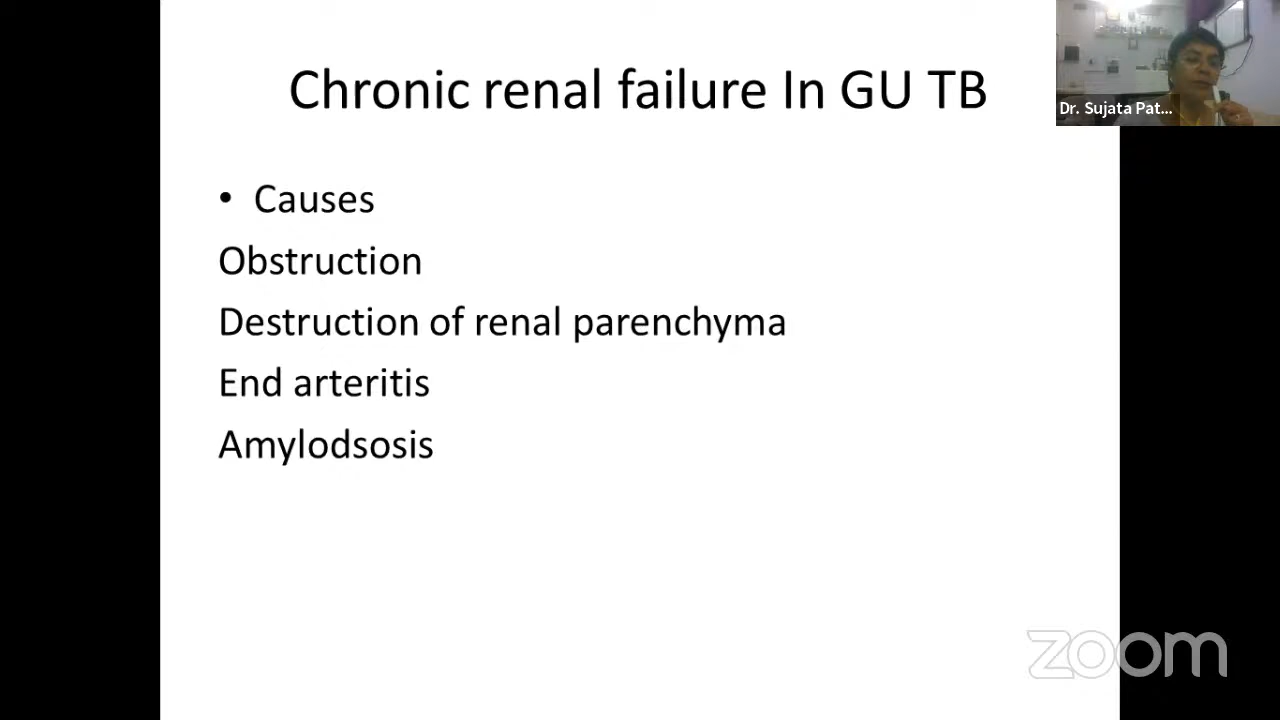 Chronic renal failure In GU TB
Dr. Sujata Pat...
• Causes
Obstruction
Destruction of renal parenchyma
End arteritis
Amylodsosis
zoom